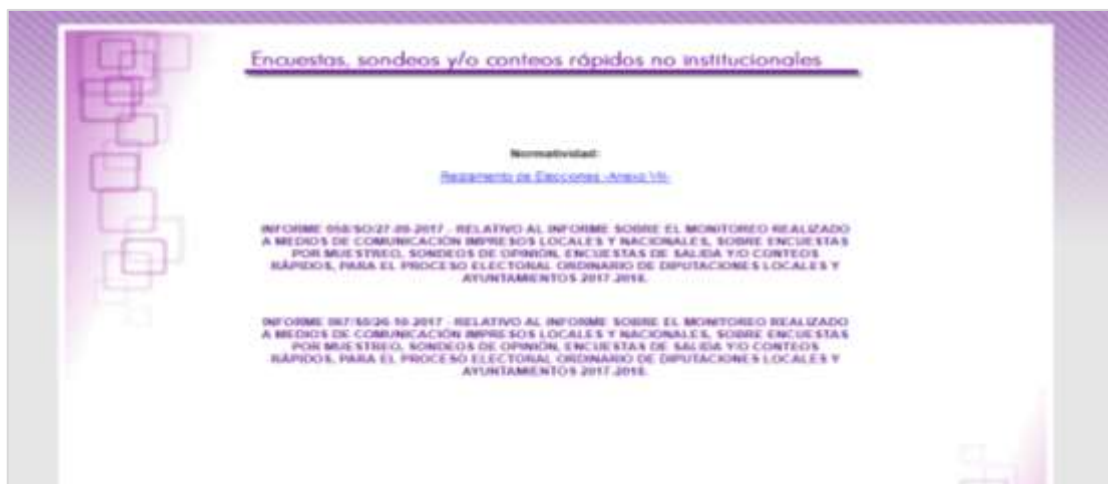 Encuestas, sondeos y/o conteos rápidos no institucionales
Normatividad:
Reglamento de Elecciones -Anexo VII-
INFORME 058/SO/27-09-2017 - RELATIVO AL INFORME SOBRE EL MONITOREO REALIZADO
A MEDIOS DE COMUNICACIÓN IMPRESOS LOCALES Y NACIONALES, SOBRE ENCUESTAS
POR MUESTREO, SONDEOS DE OPINIÓN, ENCUESTAS DE SALIDA Y/O CONTEOS
RÁPIDOS, PARA EL PROCESO ELECTORAL ORDINARIO DE DIPUTACIONES LOCALES Y
AYUNTAMIENTOS 2017-2018.
INFORME 067/SO/26-10-2017 - RELATIVO AL INFORME SOBRE EL MONITOREO REALIZADO
A MEDIOS DE COMUNICACIÓN IMPRESOS LOCALES Y NACIONALES, SOBRE ENCUESTAS
POR MUESTREO, SONDEOS DE OPINIÓN, ENCUESTAS DE SALIDA Y/O CONTEOS
RÁPIDOS, PARA EL PROCESO ELECTORAL ORDINARIO DE DIPUTACIONES LOCALES Y
AYUNTAMIENTOS 2017-2018.